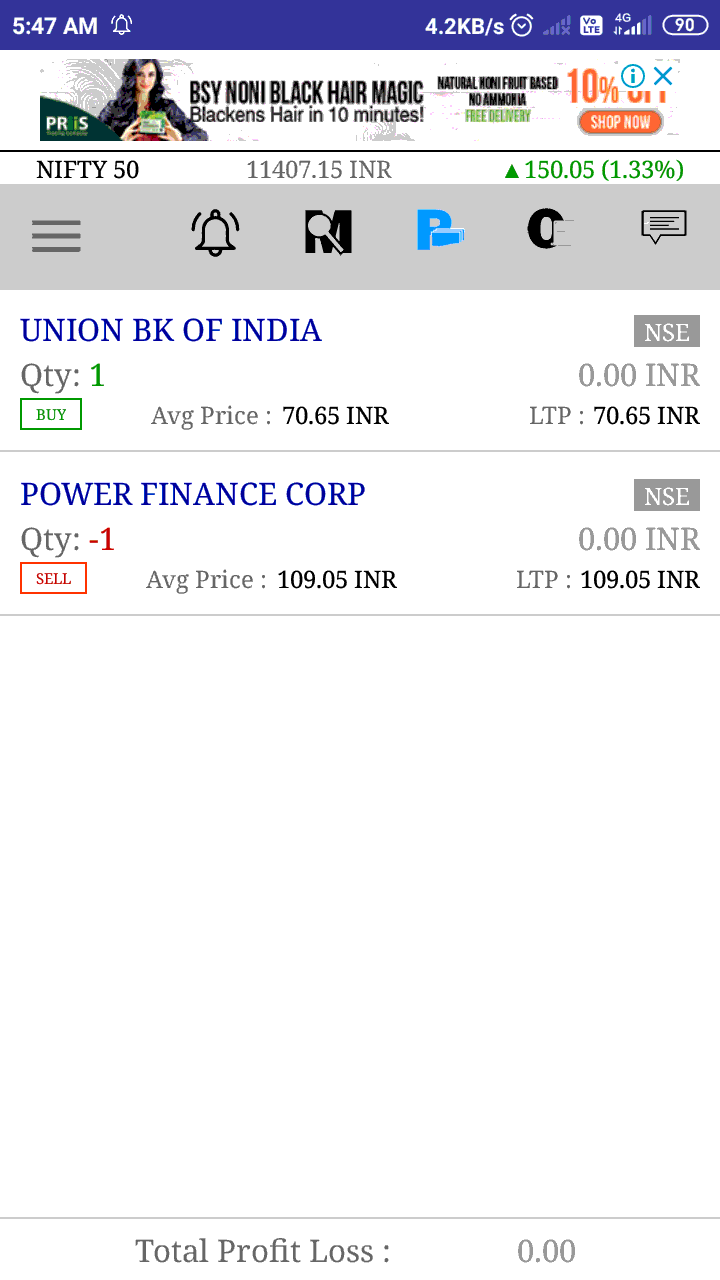 5:47 AM 4.2KB/s Vo LTE 4G 90
BSY NONI BLACK HAIR MAGIC
Blackens Hair in 10 minutes!
NATURAL NONI FRUIT BASED
NO AMMONIA
FREE DELIVERY
10% OFF
SHOP NOW
NIFTY 50 11407.15 INR ▲150.05 (1.33%)
UNION BK OF INDIA NSE
Qty: 1 0.00 INR
BUY Avg Price : 70.65 INR LTP : 70.65 INR
POWER FINANCE CORP NSE
Qty: -1 0.00 INR
SELL Avg Price : 109.05 INR LTP : 109.05 INR
Total Profit Loss : 0.00